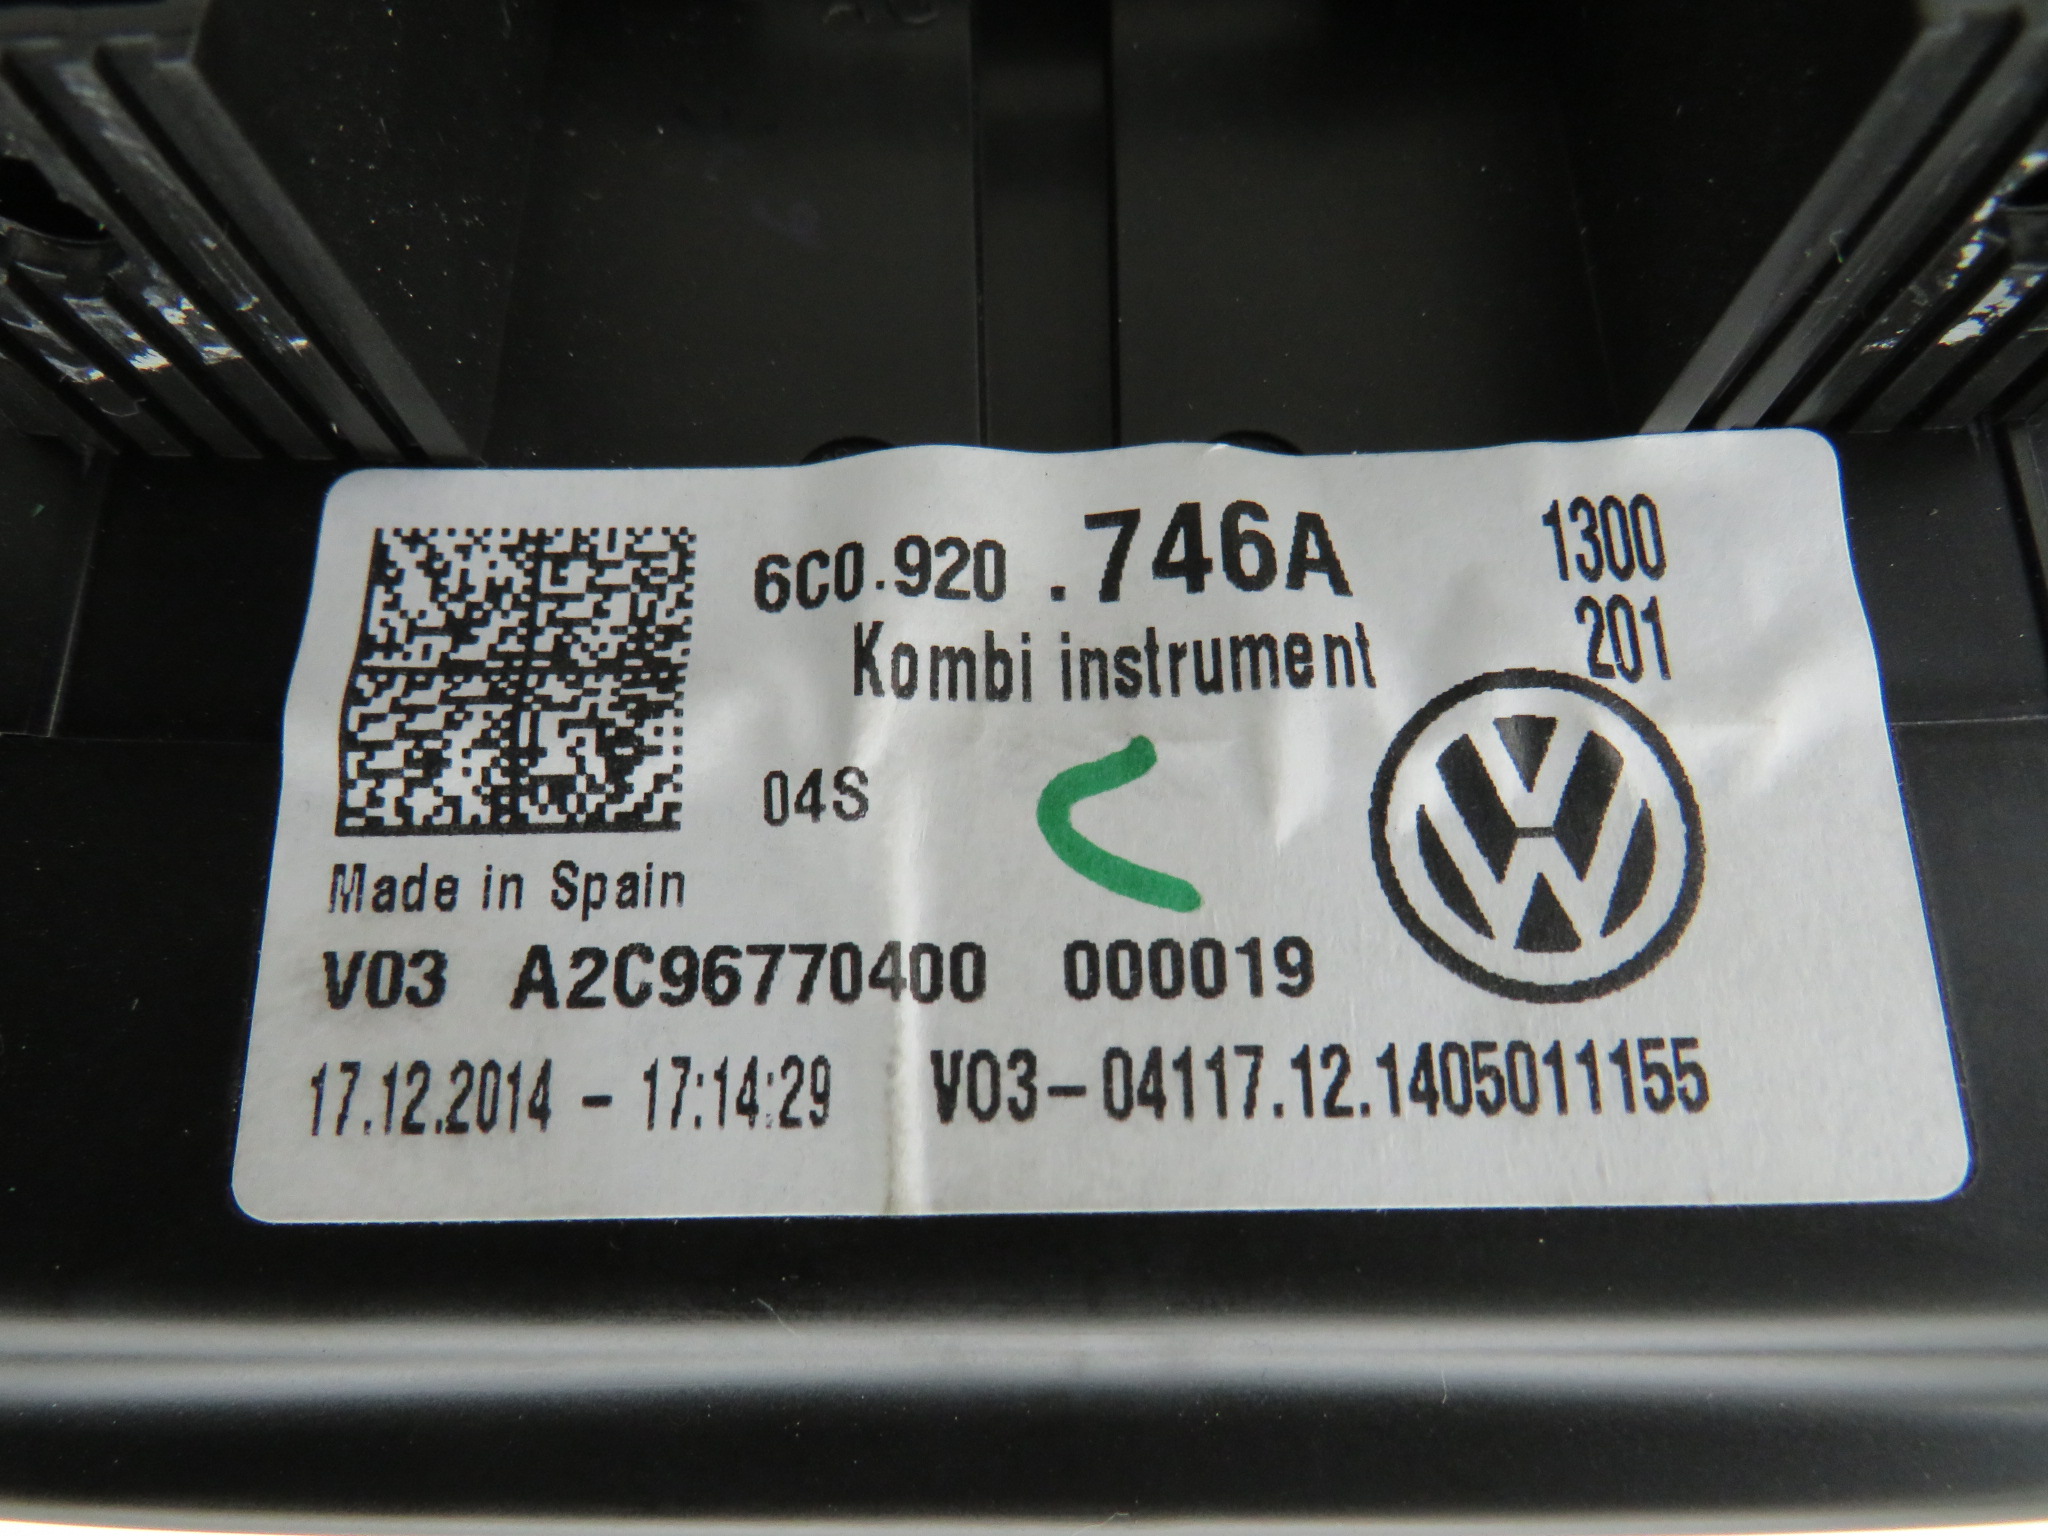 6C0.920 .746A
1300
201
Kombi instrument
04S
Made in Spain
V03 A2C96770400 000019
17.12.2014 - 17:14:29 V03-04117.12.1405011155